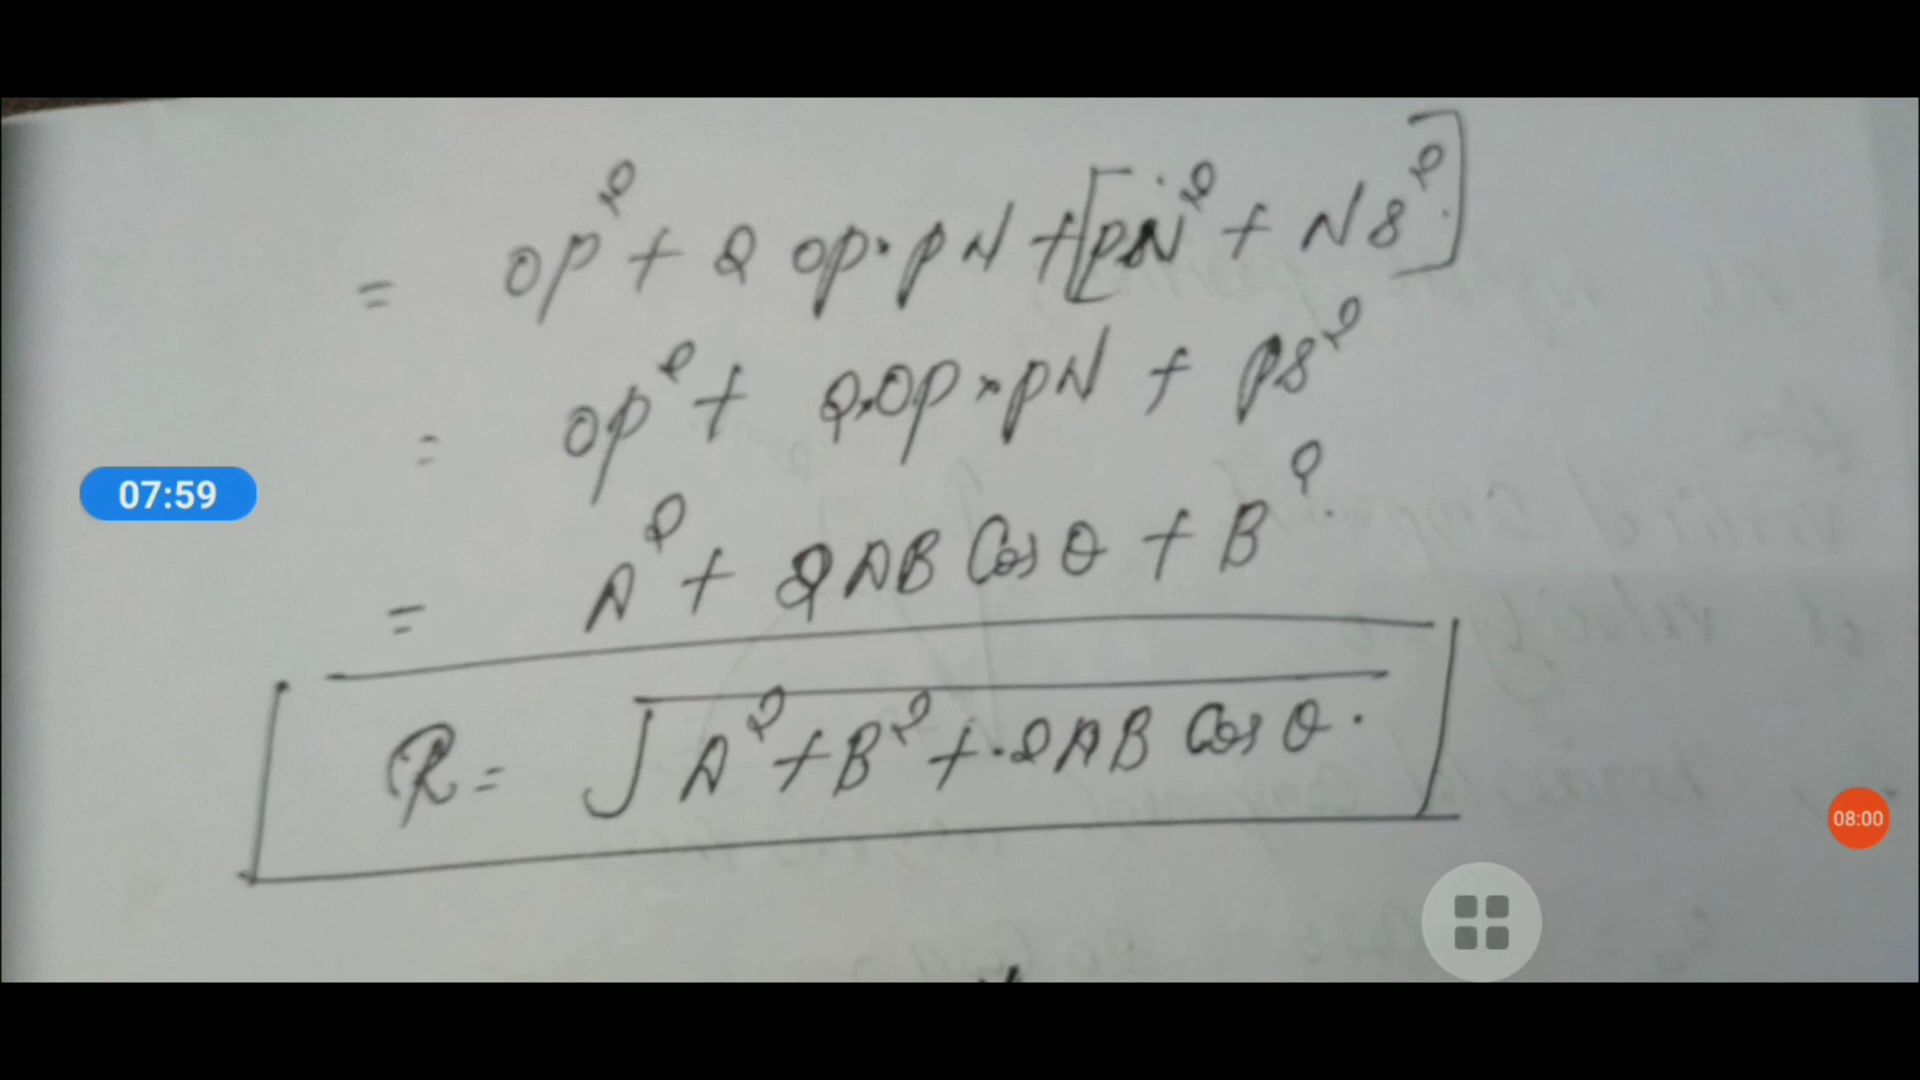 = OP² + 2 OP·PN + [PN² + NS²]
= OP² + 2·OP×PN + PS²
07:59
= A² + 2AB Cos θ + B²
R = √A² + B² + 2AB Cos θ.
08:00